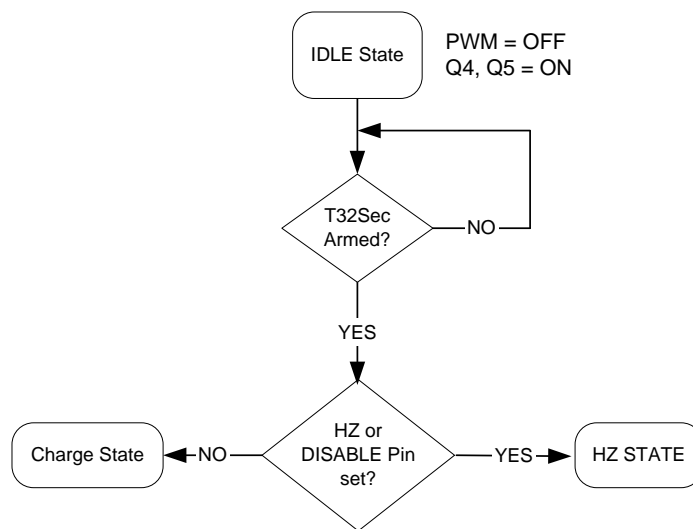 IDLE State
PWM = OFF
Q4, Q5 = ON
T32Sec
Armed?
NO
YES
HZ or
DISABLE Pin
set?
Charge State
NO
YES
HZ STATE